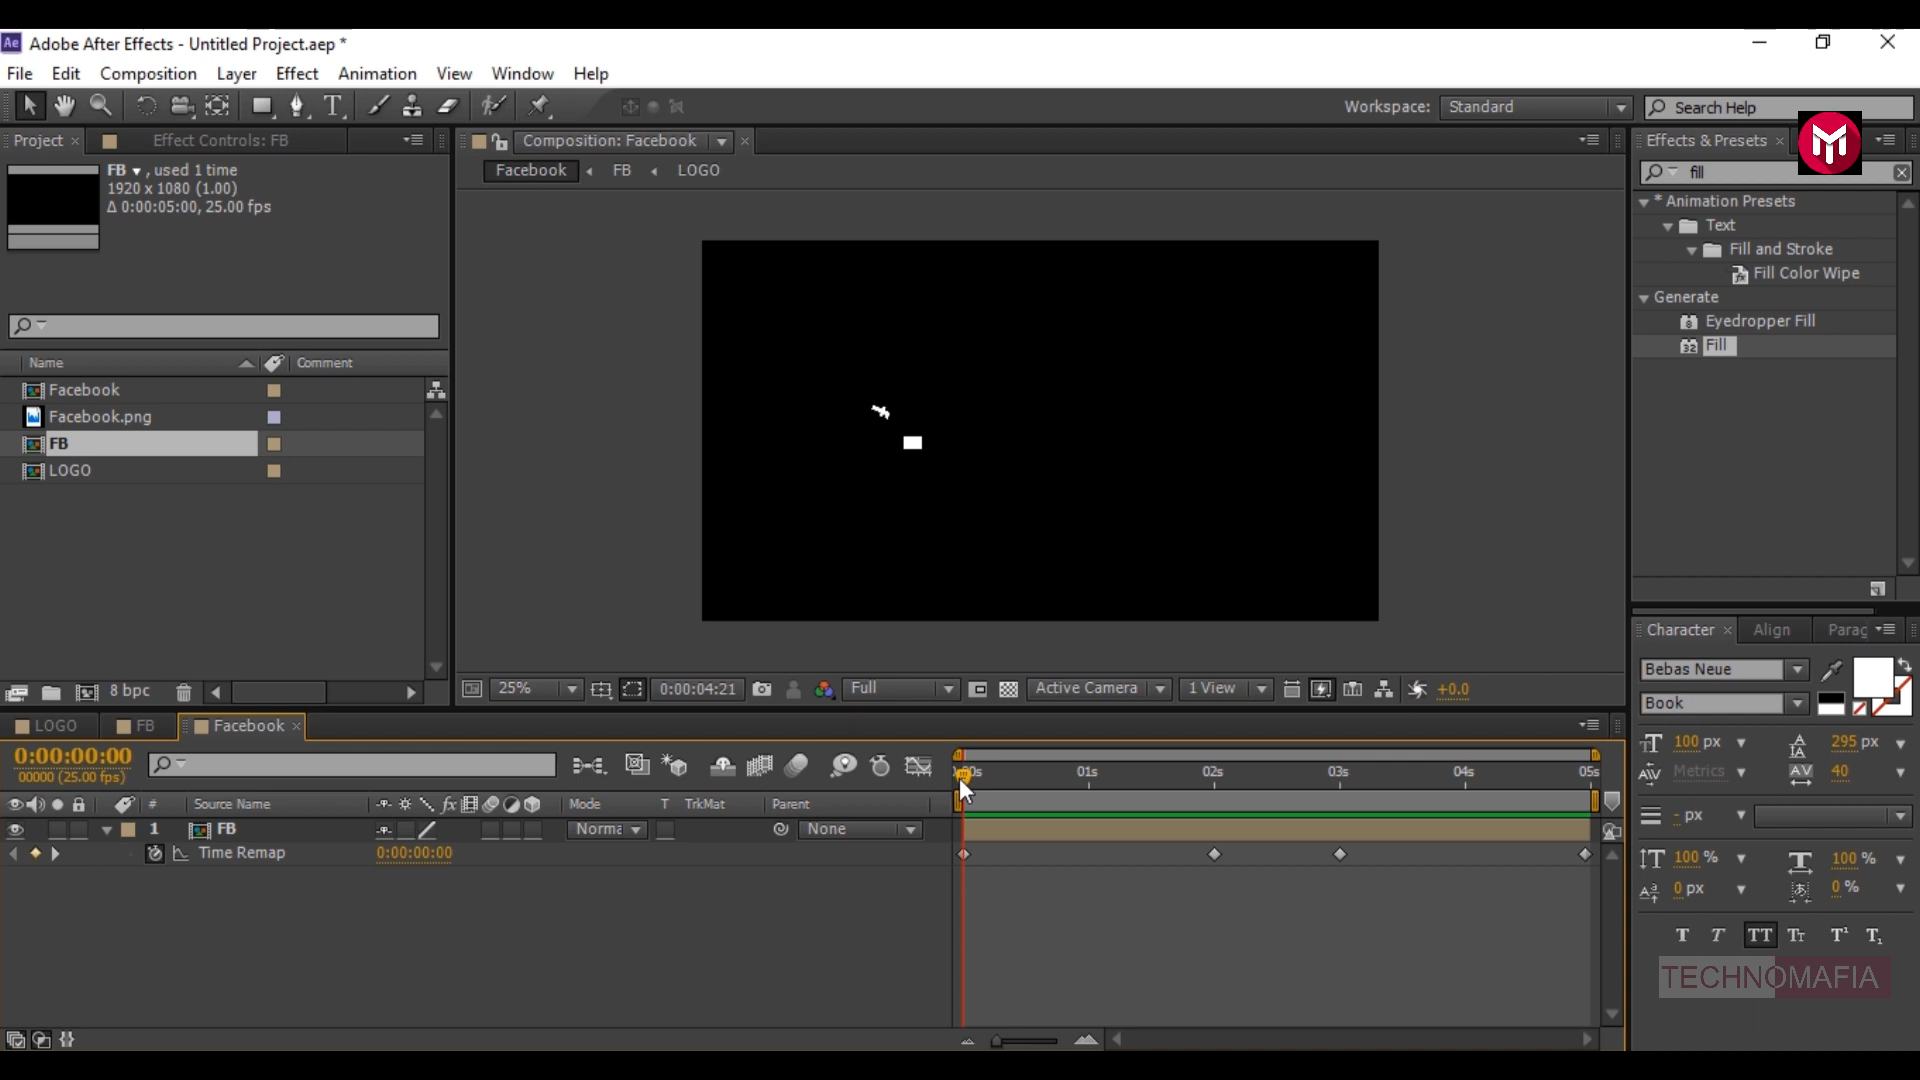 Ae Adobe After Effects - Untitled Project.aep *
File Edit Composition Layer Effect Animation View Window Help
Workspace: Standard Search Help
Project Effect Controls: FB Composition: Facebook Effects & Presets
FB , used 1 time
1920 x 1080 (1.00)
Δ 0:00:05:00, 25.00 fps
Facebook FB LOGO
fill
* Animation Presets
Text
Fill and Stroke
Fill Color Wipe
Generate
Eyedropper Fill
Fill
Name Comment
Facebook
Facebook.png
FB
LOGO
8 bpc
25% 0:00:04:21 Full Active Camera 1 View +0.0
Character Align Parag
Bebas Neue
Book
100 px 295 px
Metrics 40
- px
100 % 100 %
0 px 0 %
T T TT Tt T¹ T₁
TECHNOMAFIA
LOGO FB Facebook
0:00:00:00
00000 (25.00 fps)
01s 02s 03s 04s 05s
# Source Name Mode T TrkMat Parent
1 FB Norma None
Time Remap 0:00:00:00